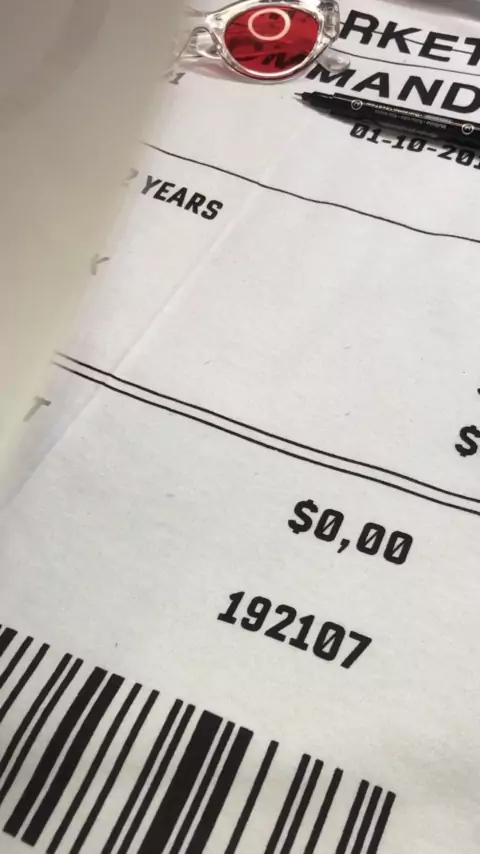 RKET
MAND
01-10-201
YEARS
Y
T
$
$0,00
192107